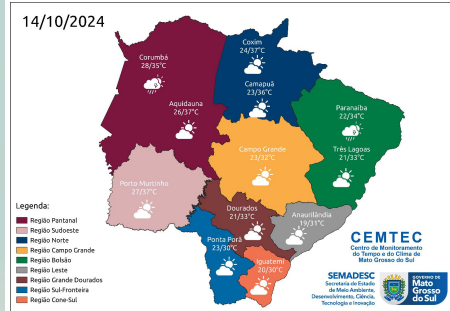 14/10/2024
Coxim
24/37°C
Corumbá
28/35°C
Camapuã
23/36°C
Aquidauna
26/37°C
Paranaíba
22/34°C
Campo Grande
23/32°C
Três Lagoas
21/33°C
Porto Murtinho
27/37°C
Dourados
21/33°C
Anaurilândia
19/31°C
Ponta Porã
23/30°C
Iguatemi
20/30°C
Legenda:
Região Pantanal
Região Sudoeste
Região Norte
Região Campo Grande
Região Bolsão
Região Leste
Região Grande Dourados
Região Sul-Fronteira
Região Cone-Sul
CEMTEC
Centro de Monitoramento
do Tempo e do Clima de
Mato Grosso do Sul
SEMADESC
Secretaria de Estado
de Meio Ambiente,
Desenvolvimento, Ciência,
Tecnologia e Inovação
GOVERNO DE
Mato
Grosso
do Sul